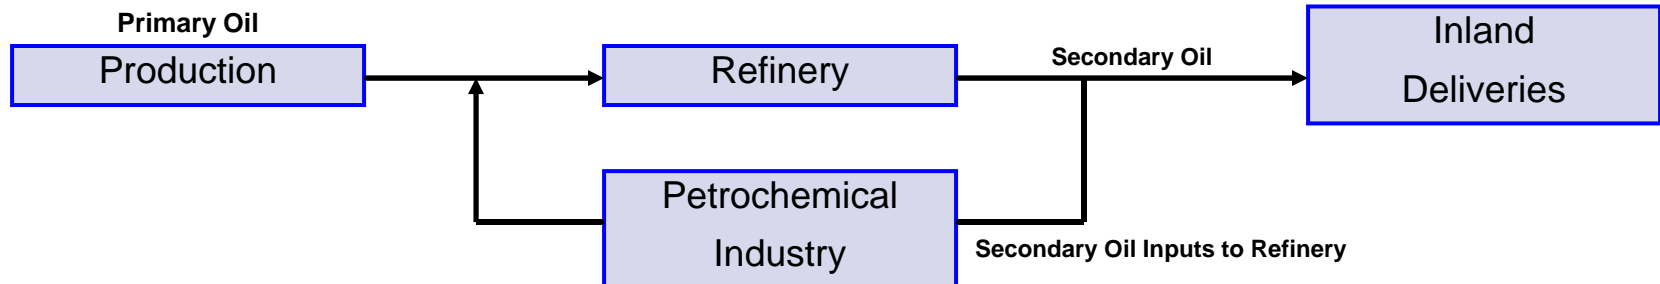 Primary Oil
Production
Refinery
Secondary Oil
Inland
Deliveries
Petrochemical
Industry
Secondary Oil Inputs to Refinery